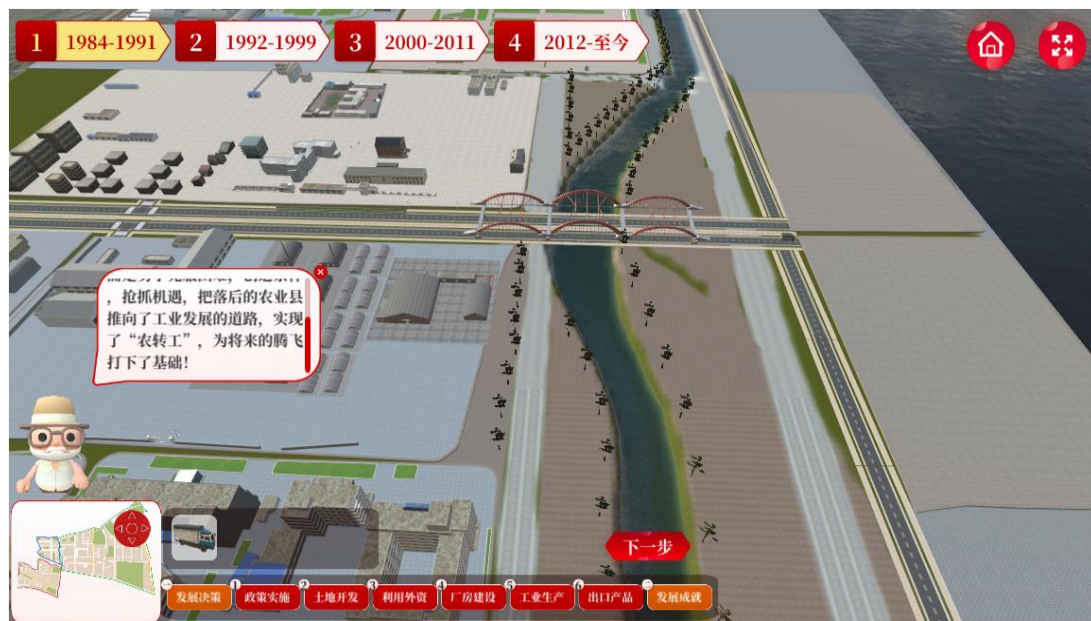 1 1984-1991
2 1992-1999
3 2000-2011
4 2012-至今
，抢抓机遇，把落后的农业县
推向了工业发展的道路，实现
了“农转工”，为将来的腾飞
打下了基础！
下一步
发展决策
1 政策实施
2 土地开发
3 利用外资
4 厂房建设
5 工业生产
6 出口产品
发展成就